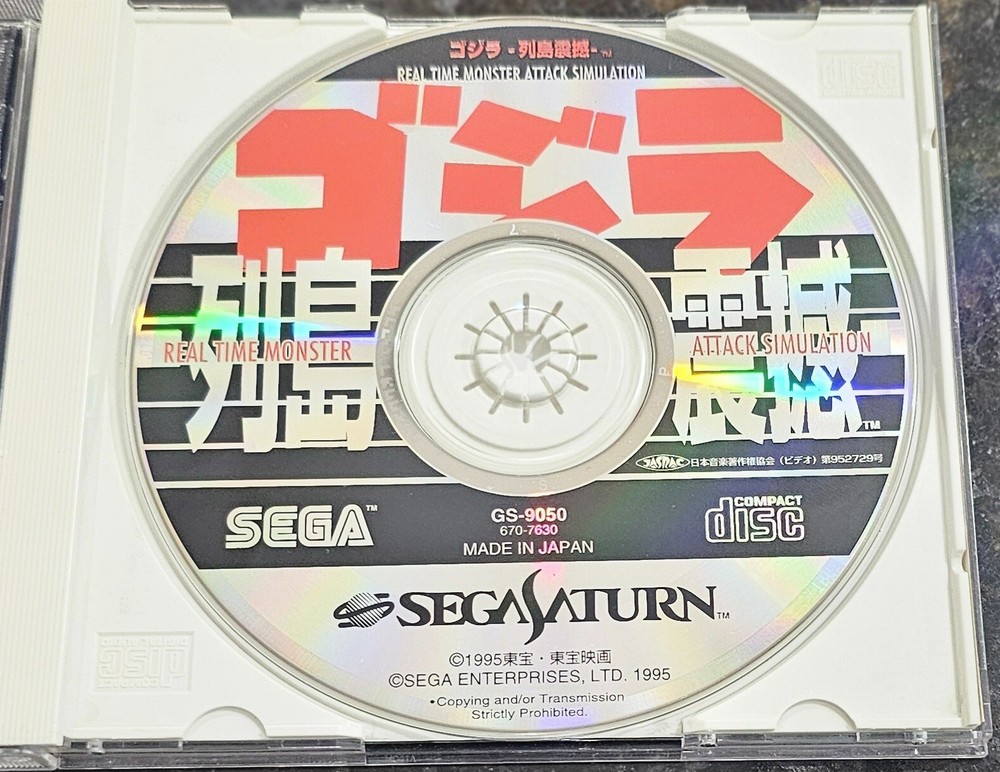 ゴジラ -列島震撼-™
REAL TIME MONSTER ATTACK SIMULATION
ゴジラ
列島 震撼™
REAL TIME MONSTER ATTACK SIMULATION
JASRAC 日本音楽著作権協会(ビデオ)第952729号
SEGA™
GS-9050
670-7630
MADE IN JAPAN
COMPACT
disc
SEGA SATURN™
©1995東宝・東宝映画
©SEGA ENTERPRISES, LTD. 1995
•Copying and/or Transmission
Strictly Prohibited.